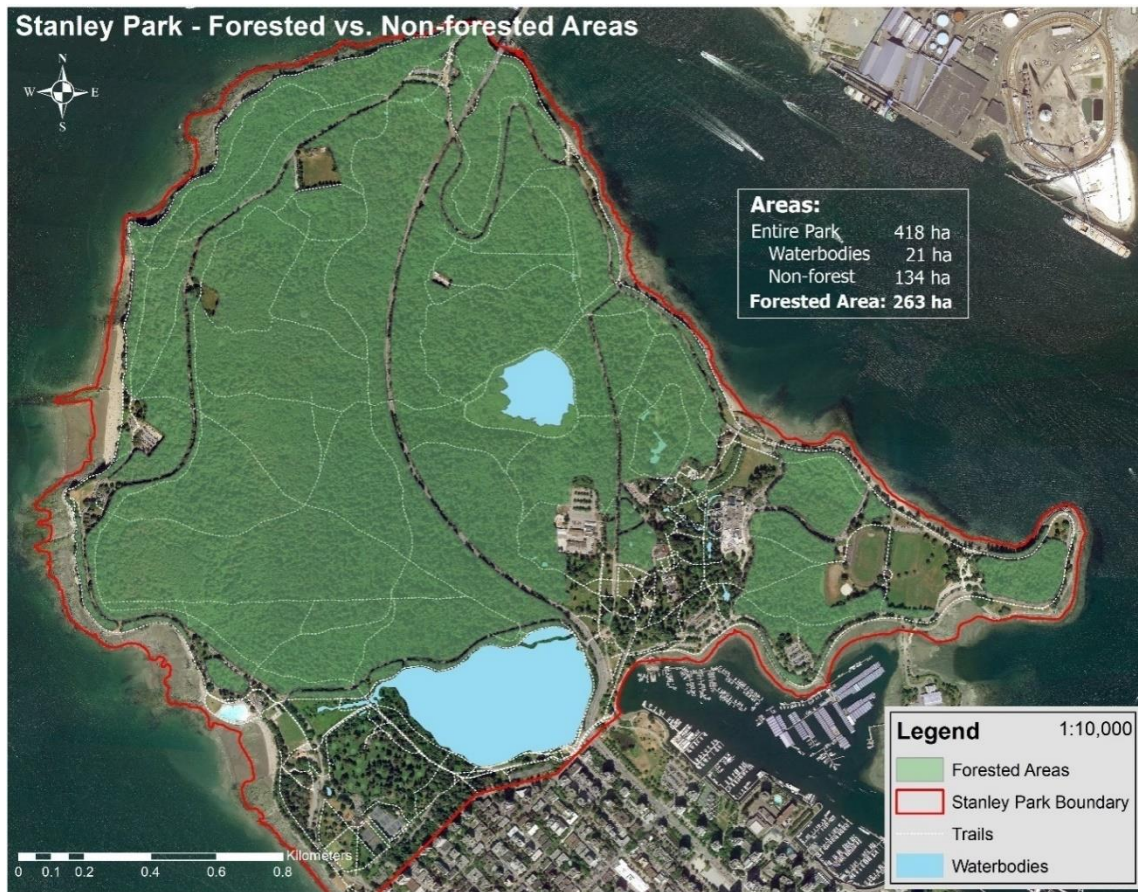 Stanley Park - Forested vs. Non-forested Areas
N
W E
S
Areas:
Entire Park 418 ha
Waterbodies 21 ha
Non-forest 134 ha
Forested Area: 263 ha
Legend 1:10,000
Forested Areas
Stanley Park Boundary
Trails
Waterbodies
Kilometers
0 0.1 0.2 0.4 0.6 0.8